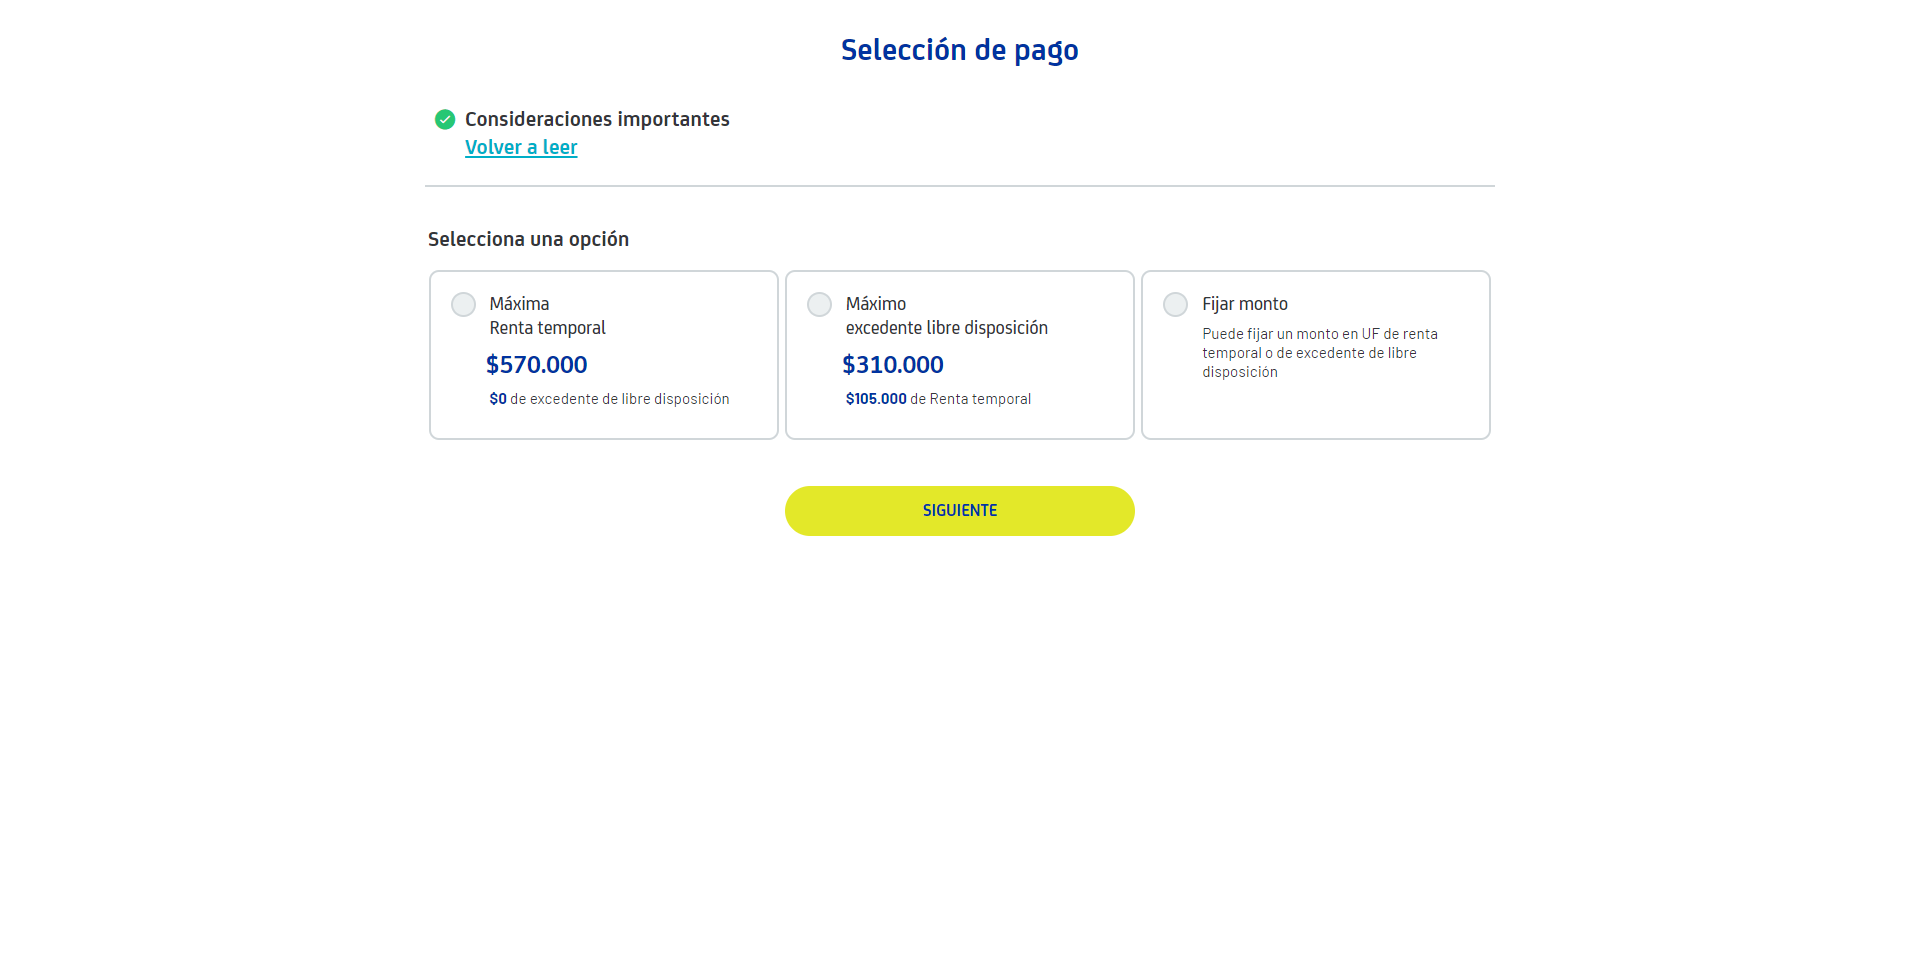 Selección de pago
Consideraciones importantes
Volver a leer
Selecciona una opción
Máxima
Renta temporal
$570.000
$0 de excedente de libre disposición
Máximo
excedente libre disposición
$310.000
$105.000 de Renta temporal
Fijar monto
Puede fijar un monto en UF de renta
temporal o de excedente de libre
disposición
SIGUIENTE